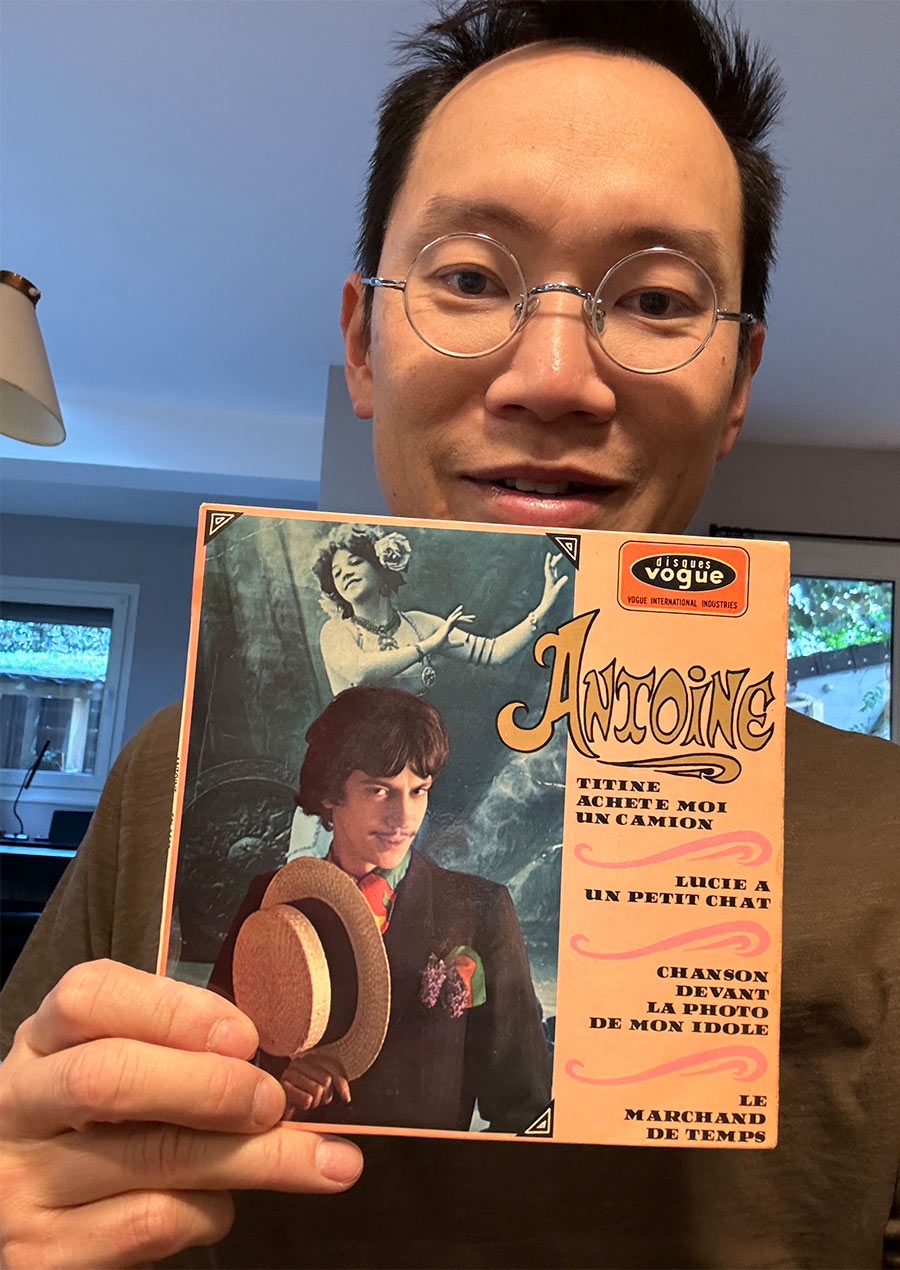 disques
vogue
VOGUE INTERNATIONAL INDUSTRIES
ANTOINE
TITINE
ACHETE MOI
UN CAMION
LUCIE A
UN PETIT CHAT
CHANSON
DEVANT
LA PHOTO
DE MON IDOLE
LE
MARCHAND
DE TEMPS